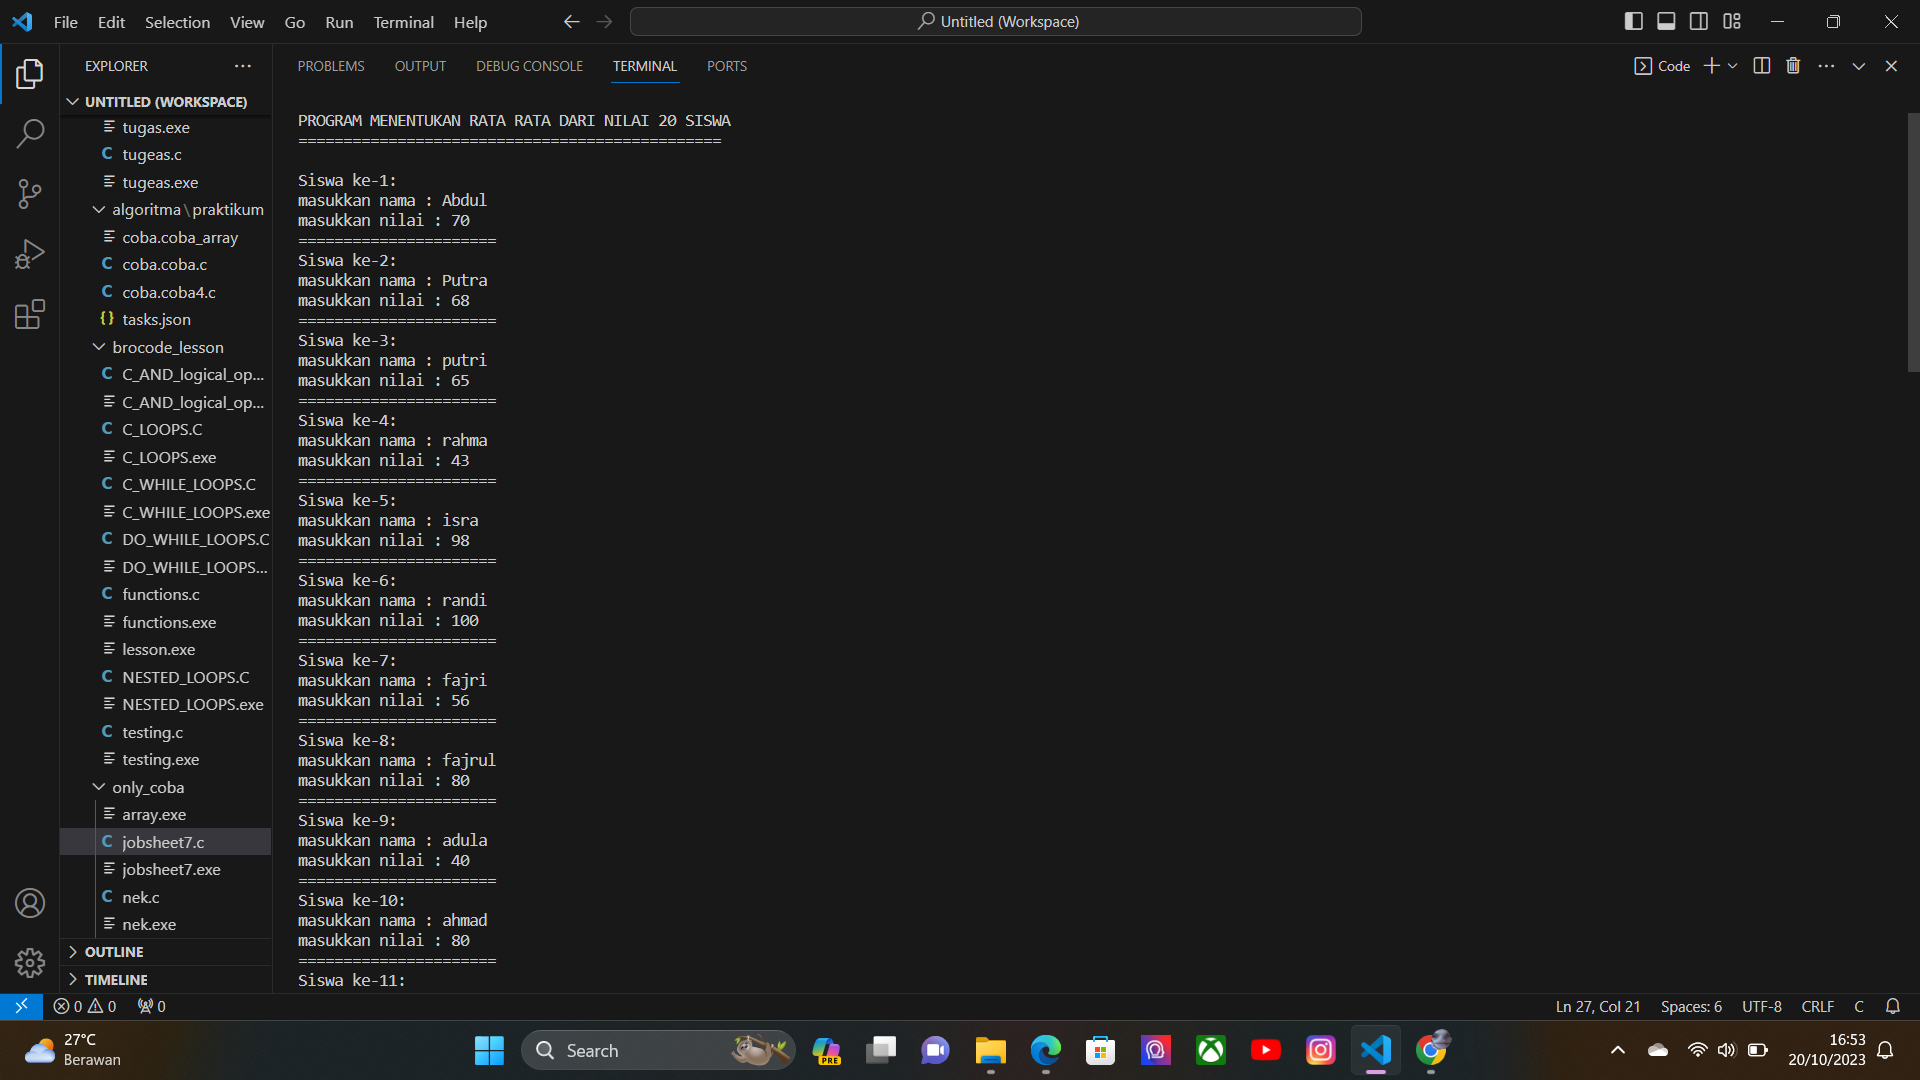 File Edit Selection View Go Run Terminal Help
Untitled (Workspace)
EXPLORER
UNTITLED (WORKSPACE)
tugas.exe
tugeas.c
tugeas.exe
algoritma\praktikum
coba.coba_array
coba.coba.c
coba.coba4.c
tasks.json
brocode_lesson
C_AND_logical_op...
C_AND_logical_op...
C_LOOPS.C
C_LOOPS.exe
C_WHILE_LOOPS.C
C_WHILE_LOOPS.exe
DO_WHILE_LOOPS.C
DO_WHILE_LOOPS...
functions.c
functions.exe
lesson.exe
NESTED_LOOPS.C
NESTED_LOOPS.exe
testing.c
testing.exe
only_coba
array.exe
jobsheet7.c
jobsheet7.exe
nek.c
nek.exe
OUTLINE
TIMELINE
PROBLEMS OUTPUT DEBUG CONSOLE TERMINAL PORTS
Code
PROGRAM MENENTUKAN RATA RATA DARI NILAI 20 SISWA
===============================================
Siswa ke-1:
masukkan nama : Abdul
masukkan nilai : 70
======================
Siswa ke-2:
masukkan nama : Putra
masukkan nilai : 68
======================
Siswa ke-3:
masukkan nama : putri
masukkan nilai : 65
======================
Siswa ke-4:
masukkan nama : rahma
masukkan nilai : 43
======================
Siswa ke-5:
masukkan nama : isra
masukkan nilai : 98
======================
Siswa ke-6:
masukkan nama : randi
masukkan nilai : 100
======================
Siswa ke-7:
masukkan nama : fajri
masukkan nilai : 56
======================
Siswa ke-8:
masukkan nama : fajrul
masukkan nilai : 80
======================
Siswa ke-9:
masukkan nama : adula
masukkan nilai : 40
======================
Siswa ke-10:
masukkan nama : ahmad
masukkan nilai : 80
======================
Siswa ke-11:
0 0 0
Ln 27, Col 21 Spaces: 6 UTF-8 CRLF C
27°C
Berawan
Search
PRE
16:53
20/10/2023